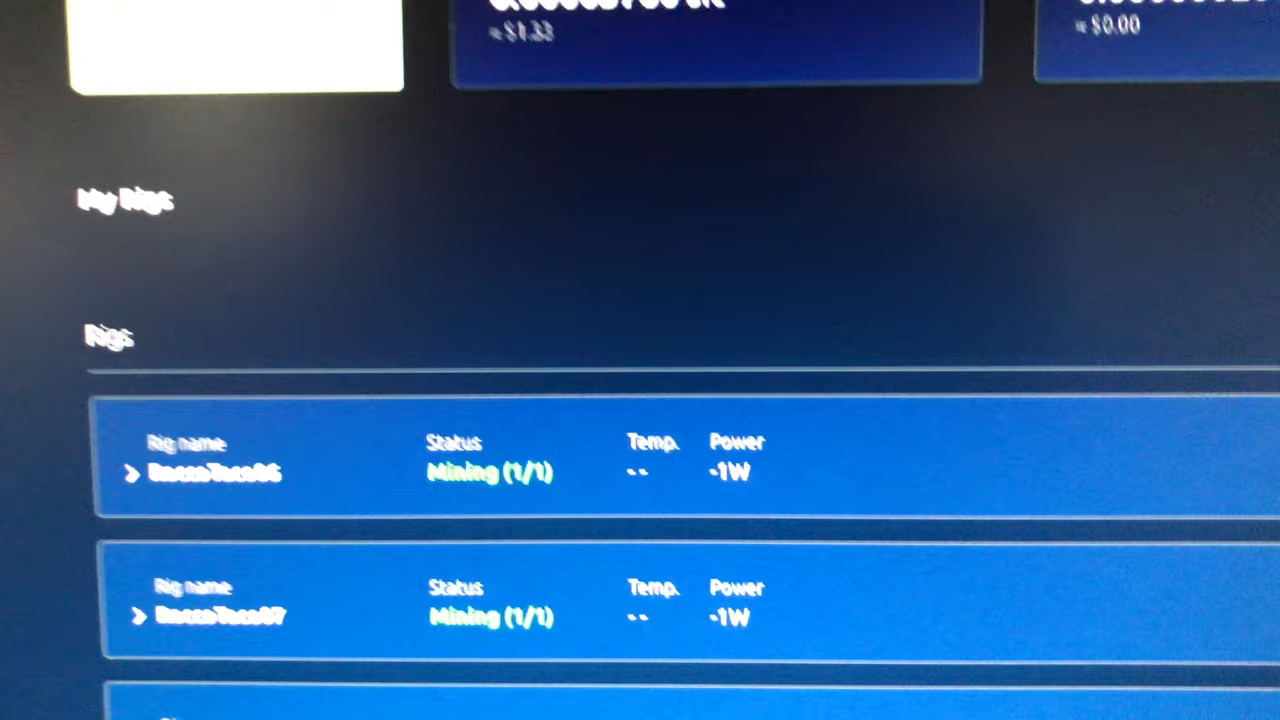 ≈ $1.33
≈ $0.00
My Rigs
Rigs
Rig name Status Temp. Power
Mining (1/1) -- -1W
Rig name Status Temp. Power
Mining (1/1) -- -1W